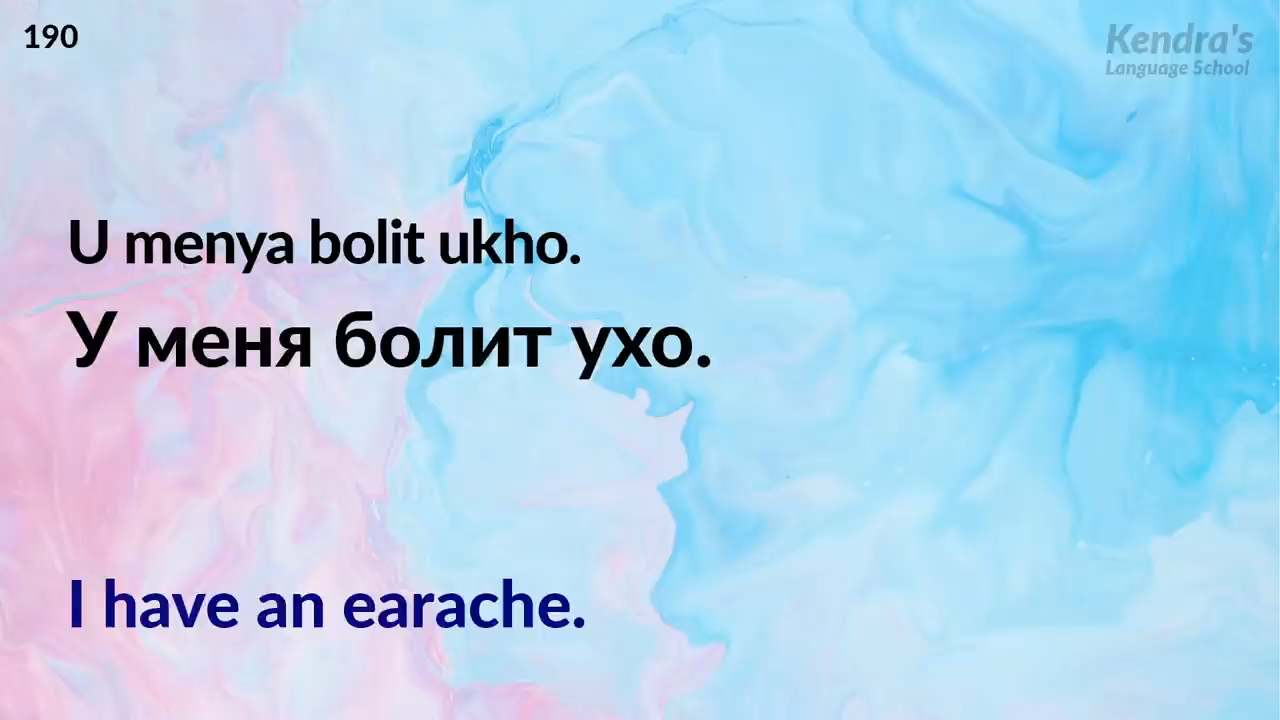 190
Kendra's
Language School
U menya bolit ukho.
У меня болит ухо.
I have an earache.